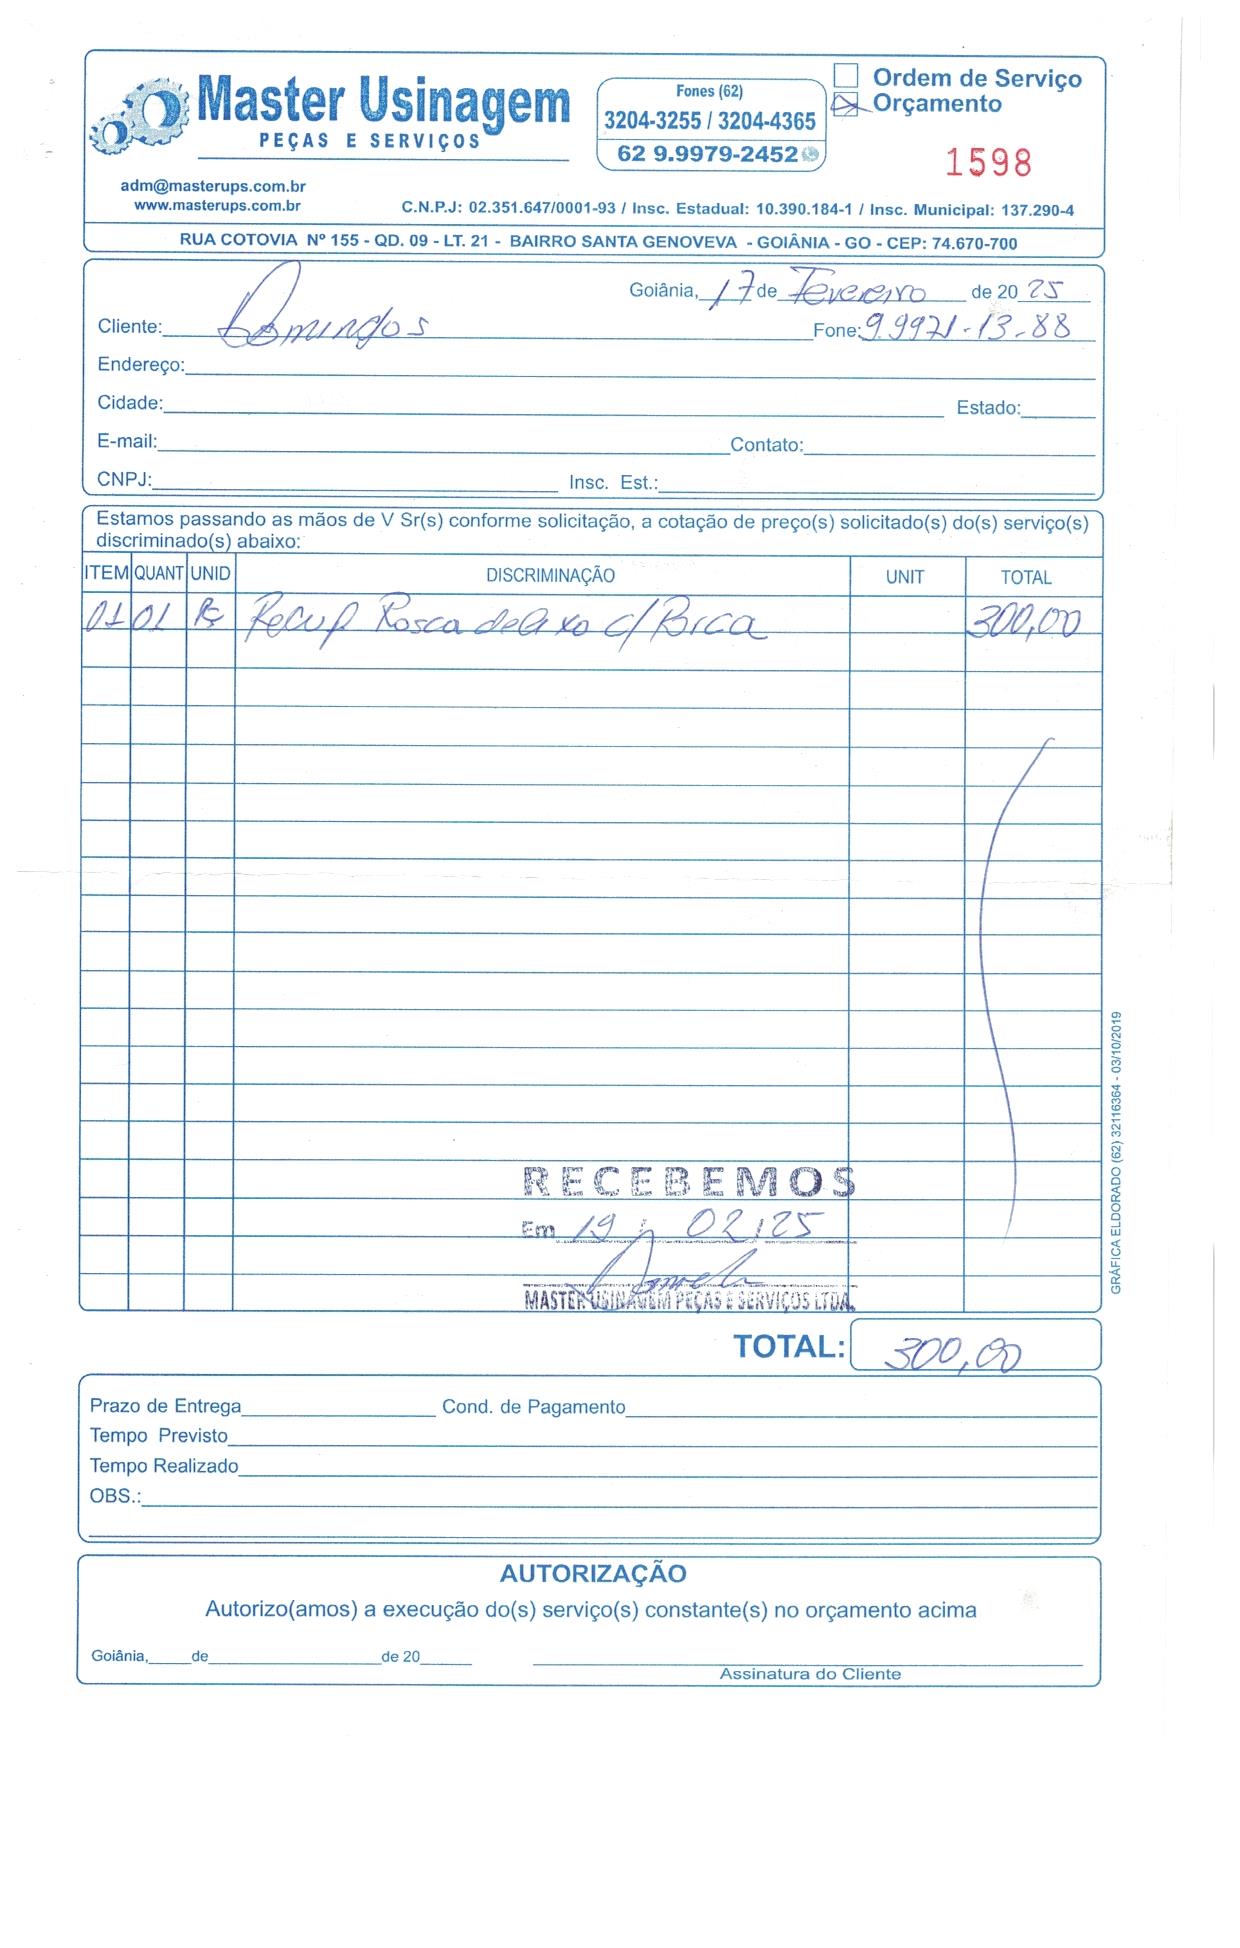 Master Usinagem
PEÇAS E SERVIÇOS
Fones (62)
3204-3255 / 3204-4365
62 9.9979-2452
Ordem de Serviço
Orçamento
1598
adm@masterups.com.br
www.masterups.com.br
C.N.P.J: 02.351.647/0001-93 / Insc. Estadual: 10.390.184-1 / Insc. Municipal: 137.290-4
RUA COTOVIA Nº 155 - QD. 09 - LT. 21 - BAIRRO SANTA GENOVEVA - GOIÂNIA - GO - CEP: 74.670-700
Goiânia, 17 de Fevereiro de 20 25
Cliente: Domingos Fone: 9.9971-13-88
Endereço:
Cidade: Estado:
E-mail: Contato:
CNPJ: Insc. Est.:
Estamos passando as mãos de V Sr(s) conforme solicitação, a cotação de preço(s) solicitado(s) do(s) serviço(s)
discriminado(s) abaixo:
ITEM QUANT UNID DISCRIMINAÇÃO UNIT TOTAL
01 01 Pç Recup Rosca de Eixo c/ Porca 300,00
RECEBEMOS
Em 19 / 02 / 25
MASTER USINAGEM PEÇAS E SERVIÇOS LTDA.
TOTAL: 300,00
Prazo de Entrega Cond. de Pagamento
Tempo Previsto
Tempo Realizado
OBS.:
AUTORIZAÇÃO
Autorizo(amos) a execução do(s) serviço(s) constante(s) no orçamento acima
Goiânia, de de 20
Assinatura do Cliente
GRÁFICA ELDORADO (62) 32116364 - 03/10/2019